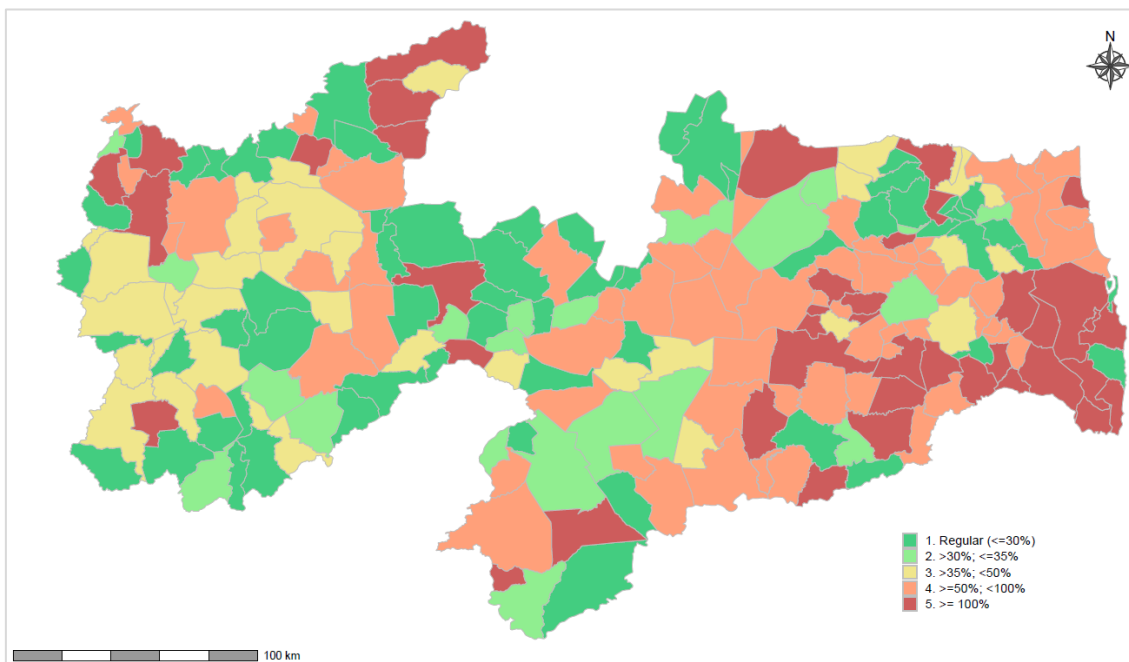 N
1. Regular (<=30%)
2. >30%; <=35%
3. >35%; <50%
4. >=50%; <100%
5. >= 100%
100 km